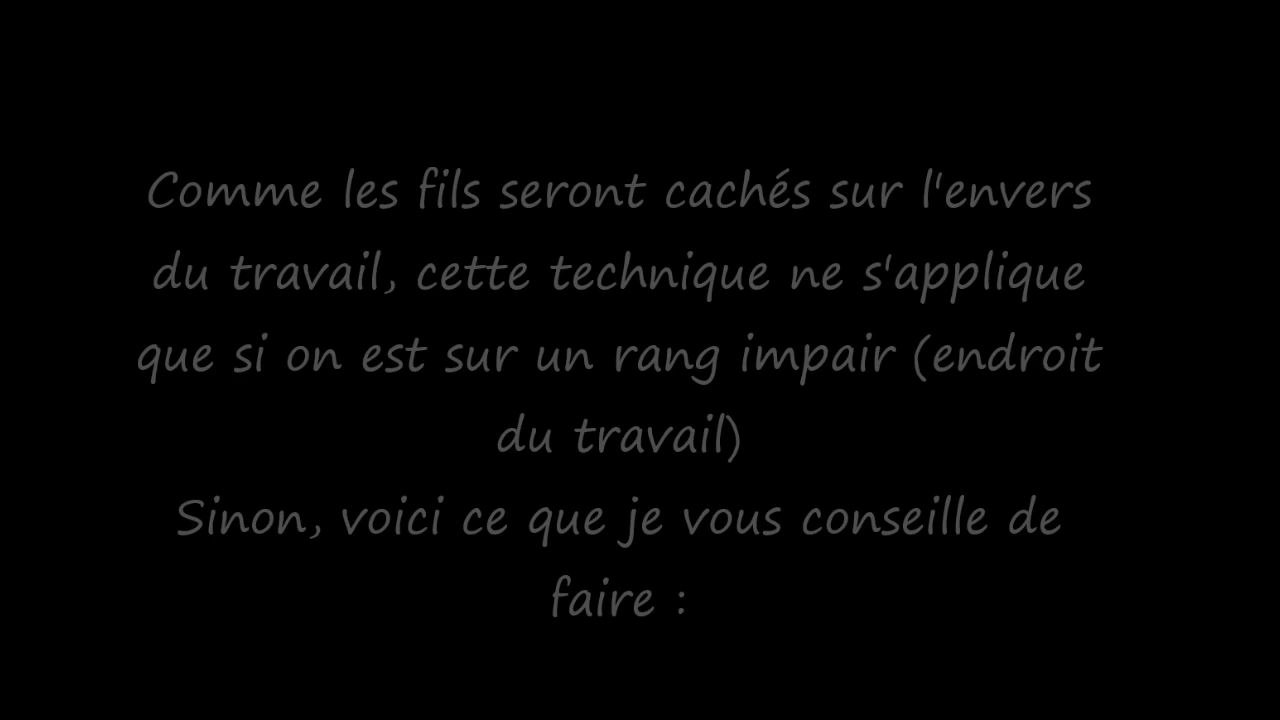 Comme les fils seront cachés sur l'envers
du travail, cette technique ne s'applique
que si on est sur un rang impair (endroit
du travail)
Sinon, voici ce que je vous conseille de
faire :